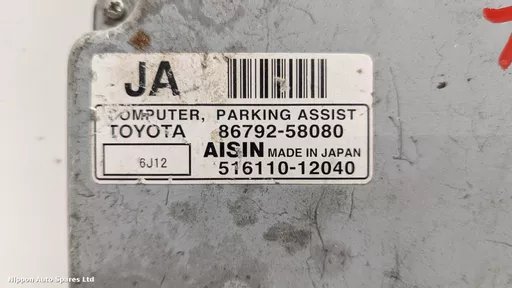 JA
COMPUTER, PARKING ASSIST
TOYOTA 86792-58080
6J12
AISIN MADE IN JAPAN
516110-12040
Nippon Auto Spares Ltd